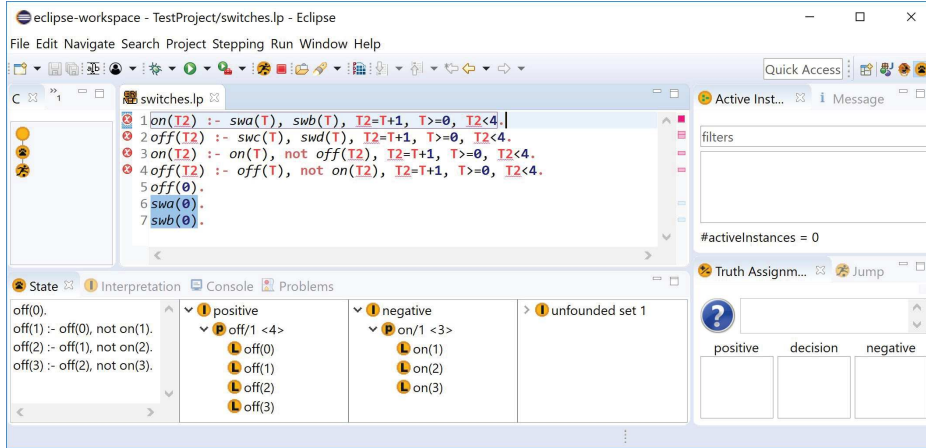 eclipse-workspace - TestProject/switches.lp - Eclipse
File Edit Navigate Search Project Stepping Run Window Help
Quick Access
C
"1
switches.lp
1 on(T2) :- swa(T), swb(T), T2=T+1, T>=0, T2<4.
2 off(T2) :- swc(T), swd(T), T2=T+1, T>=0, T2<4.
3 on(T2) :- on(T), not off(T2), T2=T+1, T>=0, T2<4.
4 off(T2) :- off(T), not on(T2), T2=T+1, T>=0, T2<4.
5 off(0).
6 swa(0).
7 swb(0).
Active Inst...
Message
filters
#activeInstances = 0
State
Interpretation
Console
Problems
off(0).
off(1) :- off(0), not on(1).
off(2) :- off(1), not on(2).
off(3) :- off(2), not on(3).
positive
off/1 <4>
off(0)
off(1)
off(2)
off(3)
negative
on/1 <3>
on(1)
on(2)
on(3)
unfounded set 1
Truth Assignm...
Jump
positive decision negative